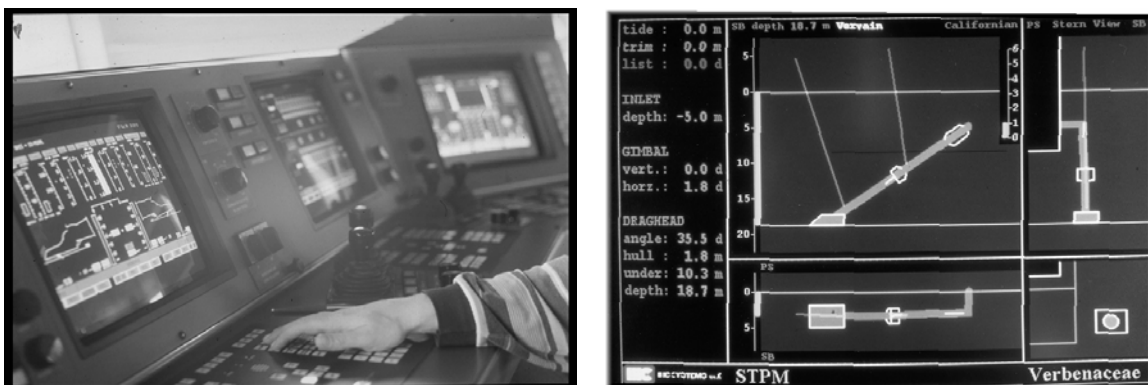 tide : 0.0 m
trim : 0.0 m
list : 0.0 d
INLET
depth: -5.0 m
GIMBAL
vert.: 0.0 d
horz.: 1.8 d
DRAGHEAD
angle: 35.5 d
hull : 1.8 m
under: 10.3 m
depth: 18.7 m
SB depth 18.7 m Vervain Californian
5
0
5
10
15
20
6
5
4
3
2
1
0
PS Stern View SB
PS
0
5
SB
STPM Verbenaceae